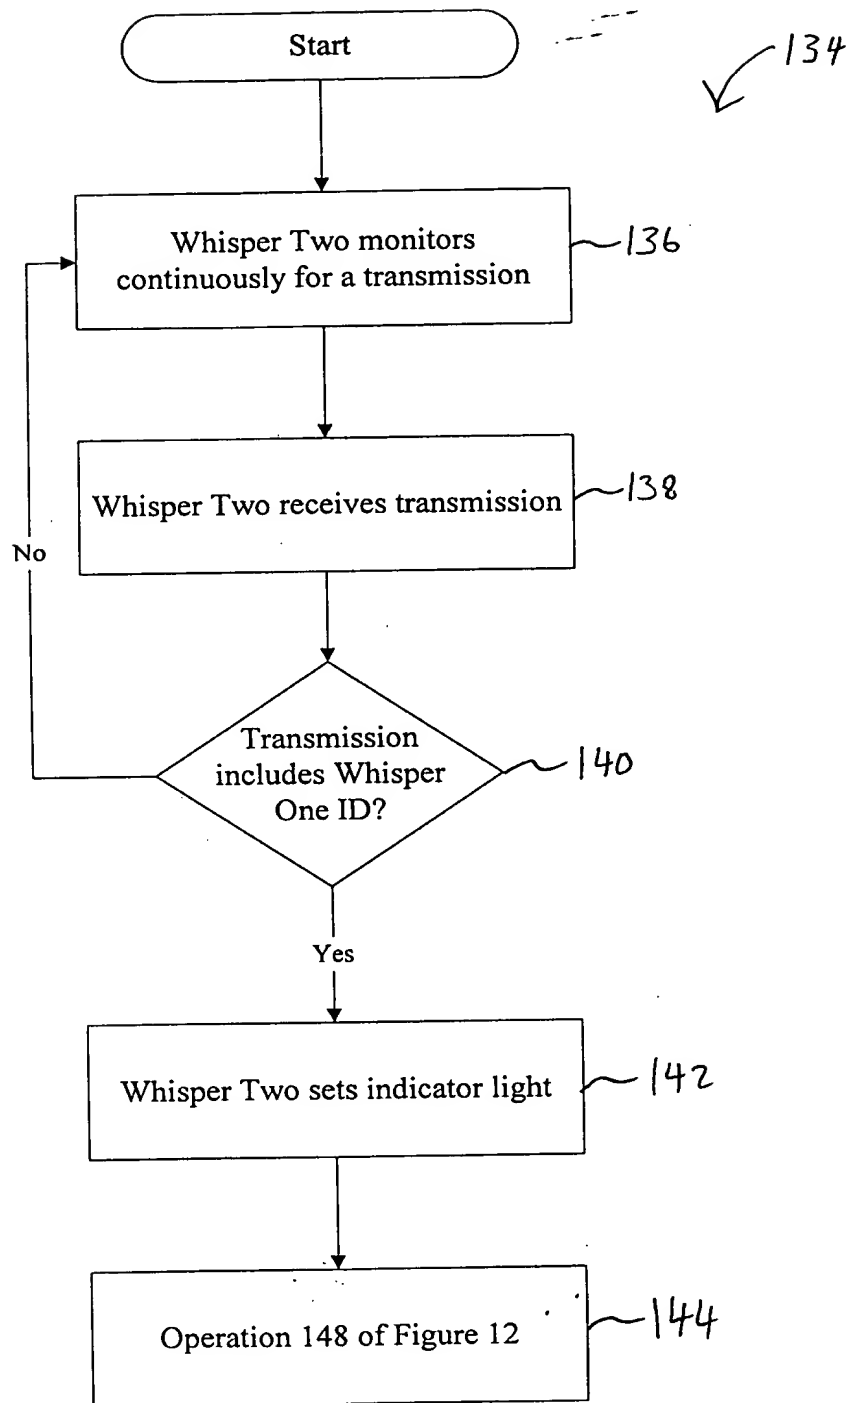 Start
134
Whisper Two monitors
continuously for a transmission
136
Whisper Two receives transmission
138
No
Transmission
includes Whisper
One ID?
140
Yes
Whisper Two sets indicator light
142
Operation 148 of Figure 12
144